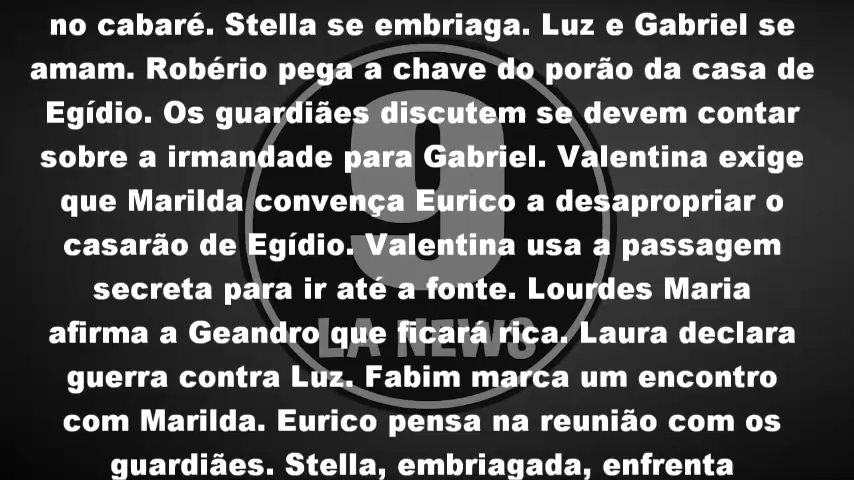 no cabaré. Stella se embriaga. Luz e Gabriel se
amam. Robério pega a chave do porão da casa de
Egídio. Os guardiães discutem se devem contar
sobre a irmandade para Gabriel. Valentina exige
que Marilda convença Eurico a desapropriar o
casarão de Egídio. Valentina usa a passagem
secreta para ir até a fonte. Lourdes Maria
afirma a Geandro que ficará rica. Laura declara
guerra contra Luz. Fabim marca um encontro
com Marilda. Eurico pensa na reunião com os
guardiães. Stella, embriagada, enfrenta
9
LA NEWS